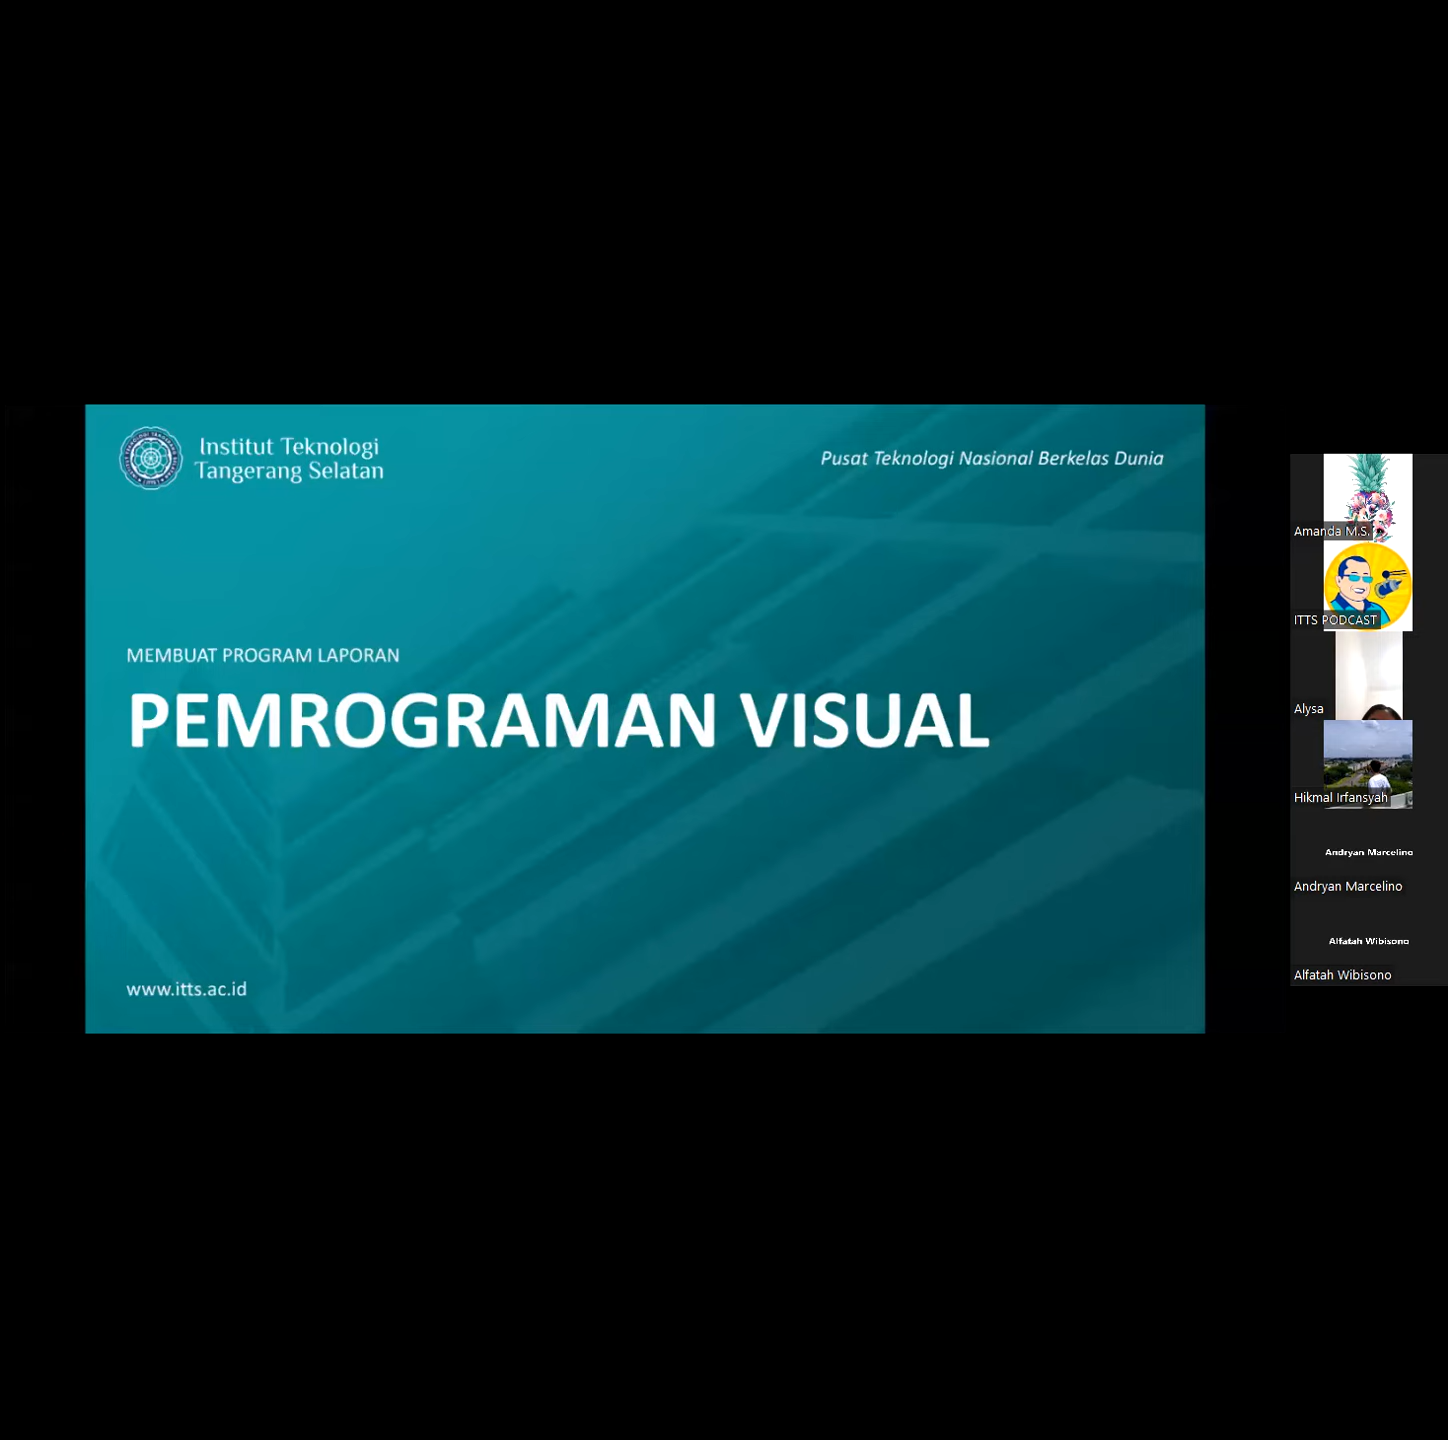 Institut Teknologi
Tangerang Selatan
Pusat Teknologi Nasional Berkelas Dunia
MEMBUAT PROGRAM LAPORAN
PEMROGRAMAN VISUAL
www.itts.ac.id
Amanda M.S.
ITTS PODCAST
Alysa
Hikmal Irfansyah
Andryan Marcelino
Andryan Marcelino
Alfatah Wibisono
Alfatah Wibisono